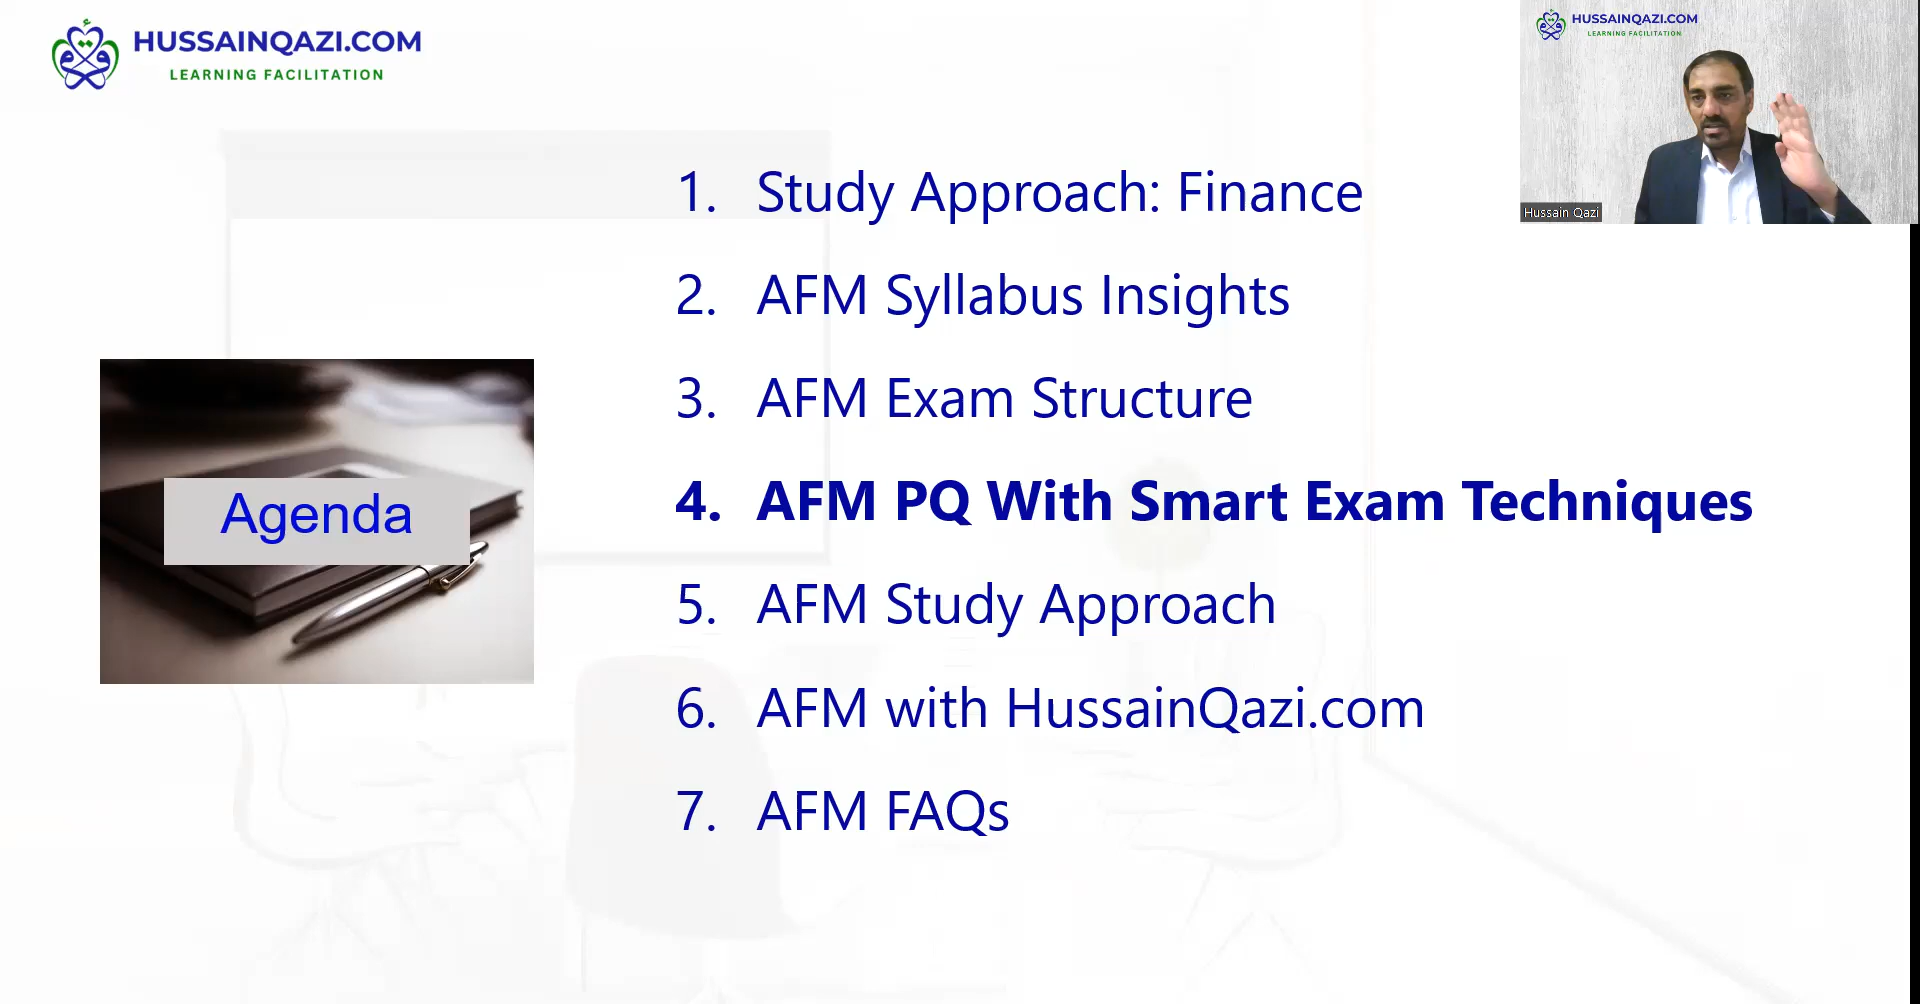 HUSSAINQAZI.COM
LEARNING FACILITATION
HUSSAINQAZI.COM
LEARNING FACILITATION
Hussain Qazi
Agenda
1. Study Approach: Finance
2. AFM Syllabus Insights
3. AFM Exam Structure
4. AFM PQ With Smart Exam Techniques
5. AFM Study Approach
6. AFM with HussainQazi.com
7. AFM FAQs